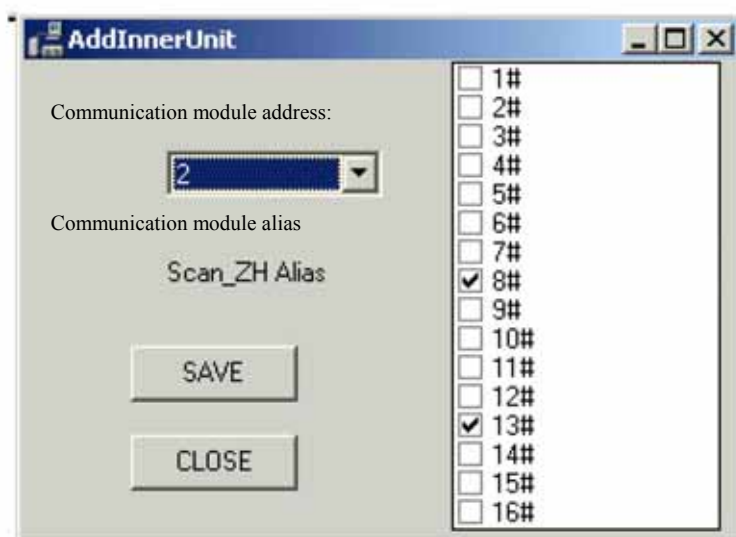 AddInnerUnit
Communication module address:
2
Communication module alias
Scan_ZH Alias
SAVE
CLOSE
1#
2#
3#
4#
5#
6#
7#
8#
9#
10#
11#
12#
13#
14#
15#
16#